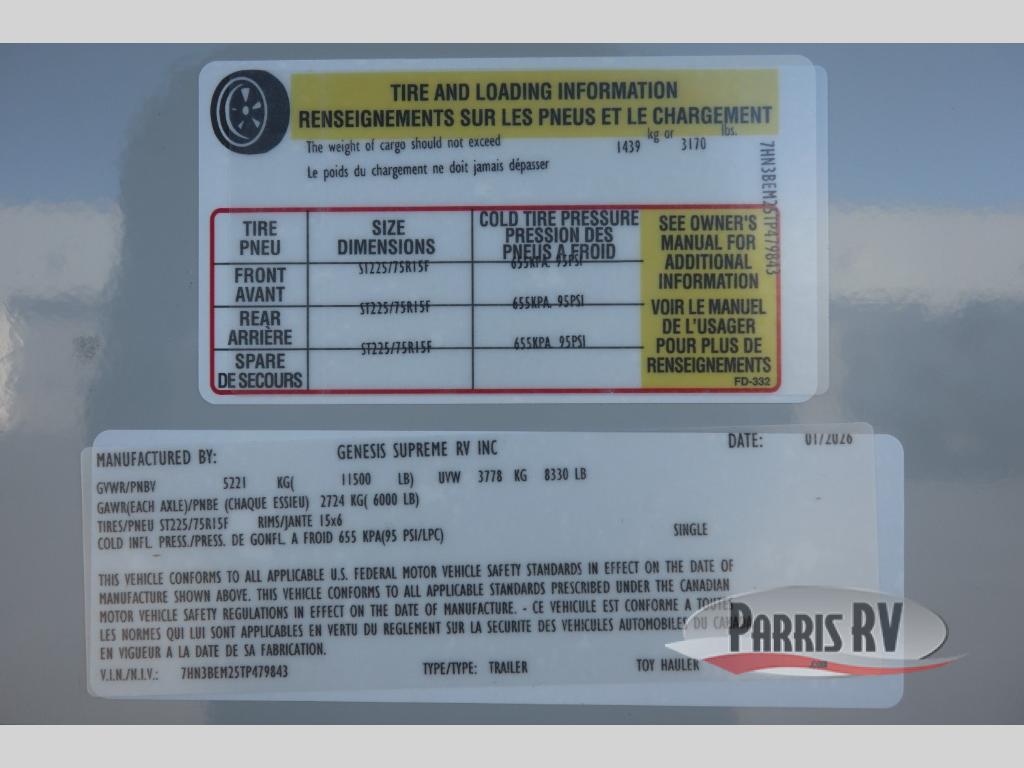 TIRE AND LOADING INFORMATION
RENSEIGNEMENTS SUR LES PNEUS ET LE CHARGEMENT
The weight of cargo should not exceed 1439 kg or 3170 lbs.
Le poids du chargement ne doit jamais dépasser
7HN3BEM25TP479843
TIRE PNEU
SIZE DIMENSIONS
COLD TIRE PRESSURE PRESSION DES PNEUS A FROID
SEE OWNER'S MANUAL FOR ADDITIONAL INFORMATION
VOIR LE MANUEL DE L'USAGER POUR PLUS DE RENSEIGNEMENTS
FRONT AVANT ST225/75R15F 655KPA. 95PSI
REAR ARRIÈRE ST225/75R15F 655KPA. 95PSI
SPARE DE SECOURS ST225/75R15F 655KPA. 95PSI
FD-332
MANUFACTURED BY: GENESIS SUPREME RV INC DATE: 01/2026
GVWR/PNBV 5221 KG( 11500 LB) UVW 3778 KG 8330 LB
GAWR(EACH AXLE)/PNBE (CHAQUE ESSIEU) 2724 KG( 6000 LB)
TIRES/PNEU ST225/75R15F RIMS/JANTE 15x6
COLD INFL. PRESS./PRESS. DE GONFL. A FROID 655 KPA(95 PSI/LPC) SINGLE
THIS VEHICLE CONFORMS TO ALL APPLICABLE U.S. FEDERAL MOTOR VEHICLE SAFETY STANDARDS IN EFFECT ON THE DATE OF
MANUFACTURE SHOWN ABOVE. THIS VEHICLE CONFORMS TO ALL APPLICABLE STANDARDS PRESCRIBED UNDER THE CANADIAN
MOTOR VEHICLE SAFETY REGULATIONS IN EFFECT ON THE DATE OF MANUFACTURE. - CE VEHICULE EST CONFORME A TOUTES
LES NORMES QUI LUI SONT APPLICABLES EN VERTU DU REGLEMENT SUR LA SECURITE DES VEHICULES AUTOMOBILES DU CANADA
EN VIGUEUR A LA DATE DE SA FABRICATION.
V.I.N./N.I.V.: 7HN3BEM25TP479843 TYPE/TYPE: TRAILER TOY HAULER
PARRIS RV
.com